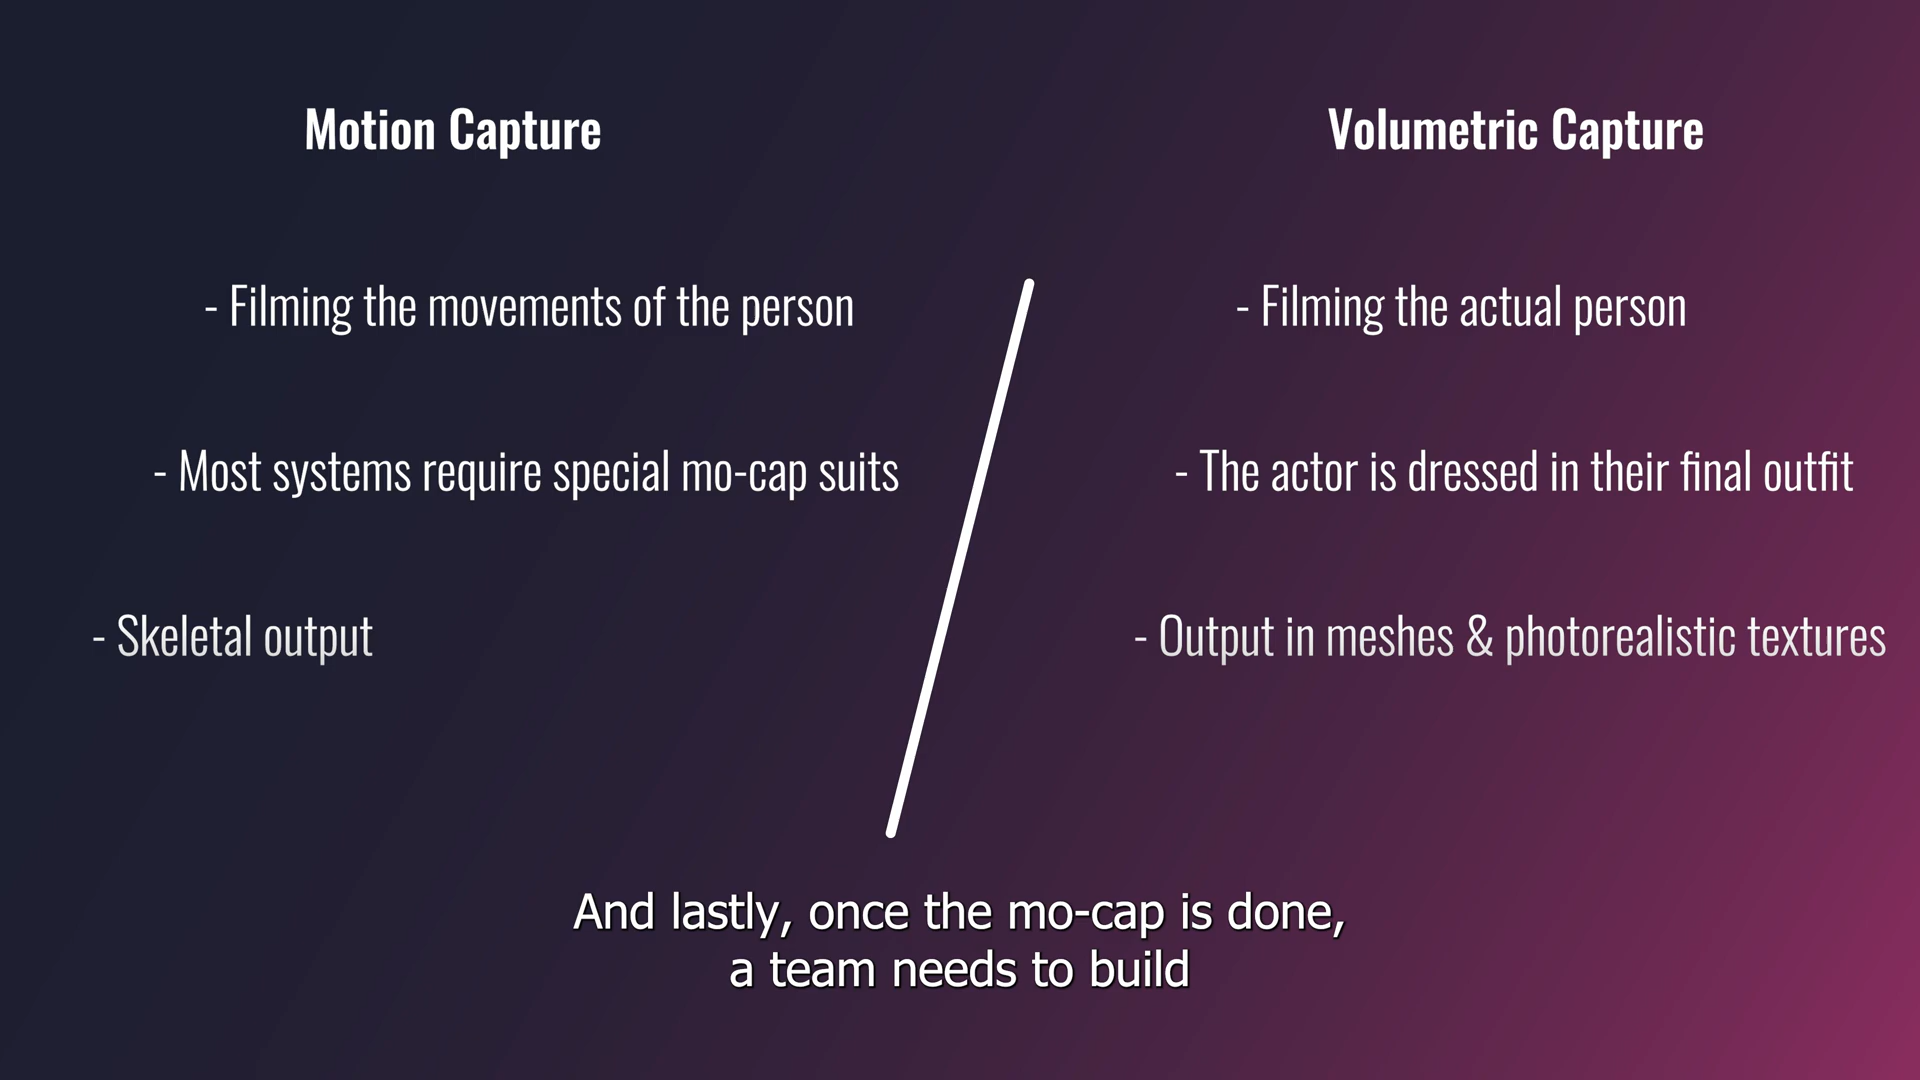 Motion Capture
- Filming the movements of the person
- Most systems require special mo-cap suits
- Skeletal output
Volumetric Capture
- Filming the actual person
- The actor is dressed in their final outfit
- Output in meshes & photorealistic textures
And lastly, once the mo-cap is done,
a team needs to build